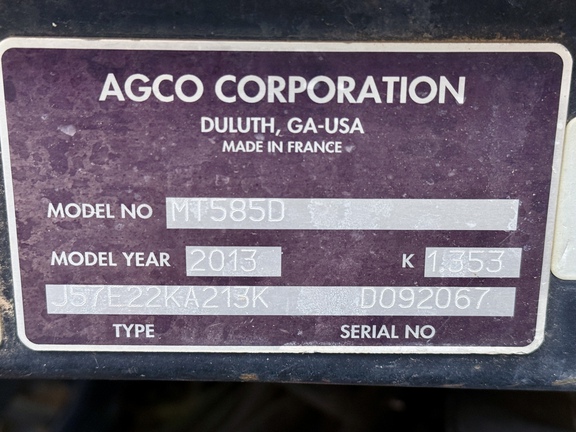 AGCO CORPORATION
DULUTH, GA-USA
MADE IN FRANCE
MODEL NO MT585D
MODEL YEAR 2013 K 1.353
J57E22KA213K D092067
TYPE SERIAL NO